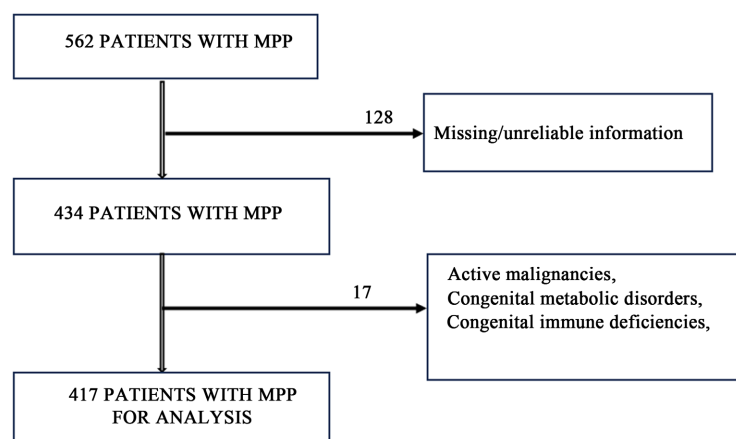 562 PATIENTS WITH MPP
128
Missing/unreliable information
434 PATIENTS WITH MPP
17
Active malignancies,
Congenital metabolic disorders,
Congenital immune deficiencies,
417 PATIENTS WITH MPP
FOR ANALYSIS